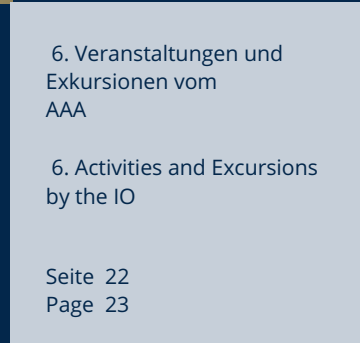 6. Veranstaltungen und
Exkursionen vom
AAA
6. Activities and Excursions
by the IO
Seite 22
Page 23